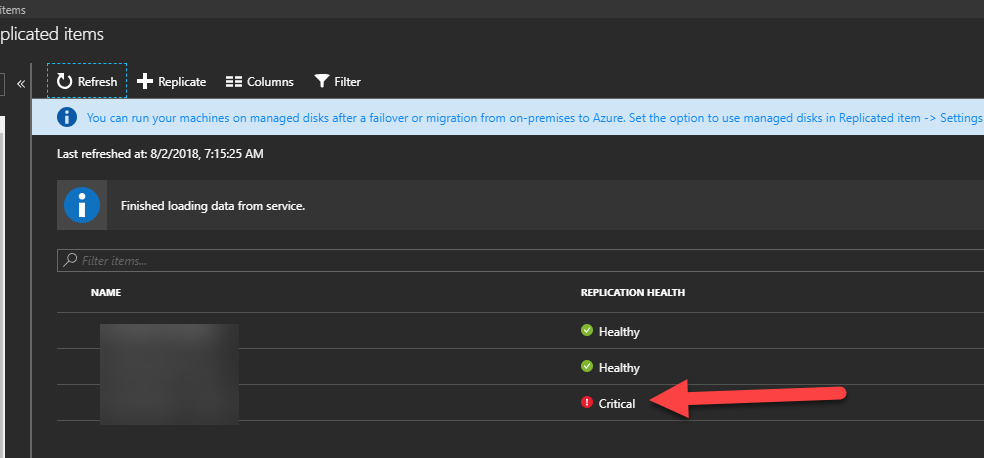 items
plicated items
«
Refresh Replicate Columns Filter
You can run your machines on managed disks after a failover or migration from on-premises to Azure. Set the option to use managed disks in Replicated item -> Settings
Last refreshed at: 8/2/2018, 7:15:25 AM
Finished loading data from service.
Filter items...
NAME REPLICATION HEALTH
Healthy
Healthy
Critical